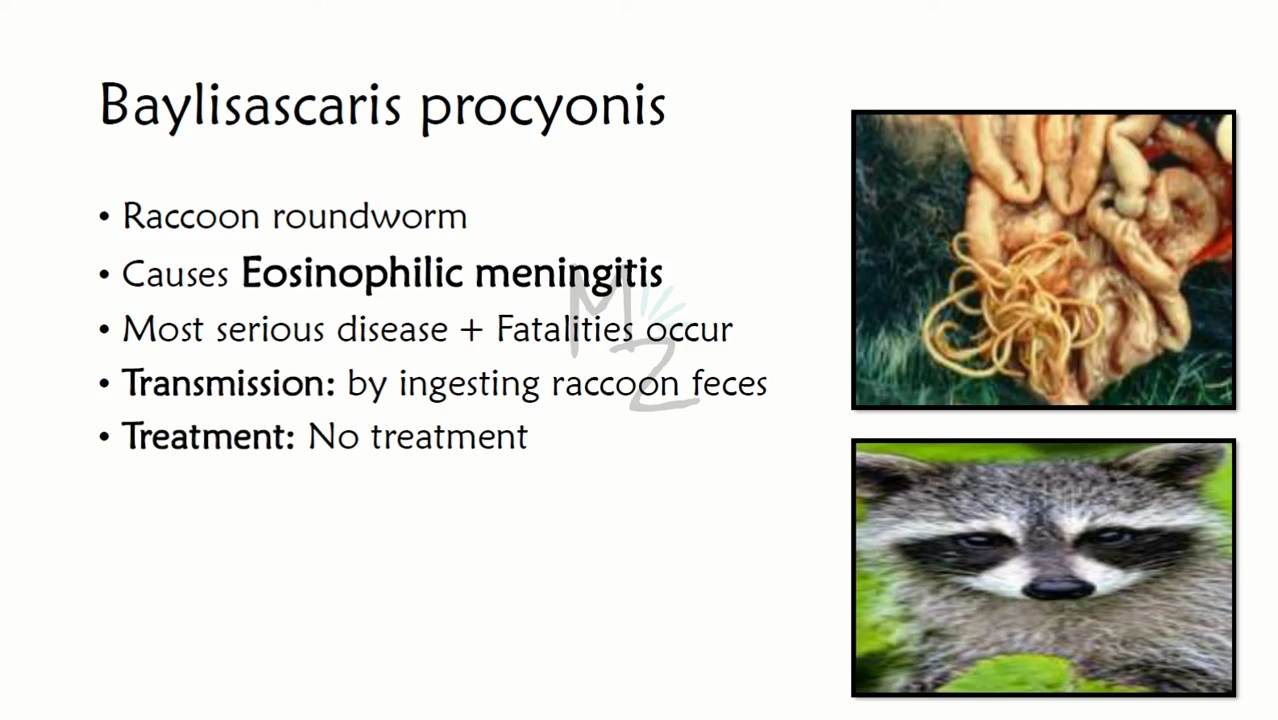 Baylisascaris procyonis
• Raccoon roundworm
• Causes Eosinophilic meningitis
• Most serious disease + Fatalities occur
• Transmission: by ingesting raccoon feces
• Treatment: No treatment
MZ